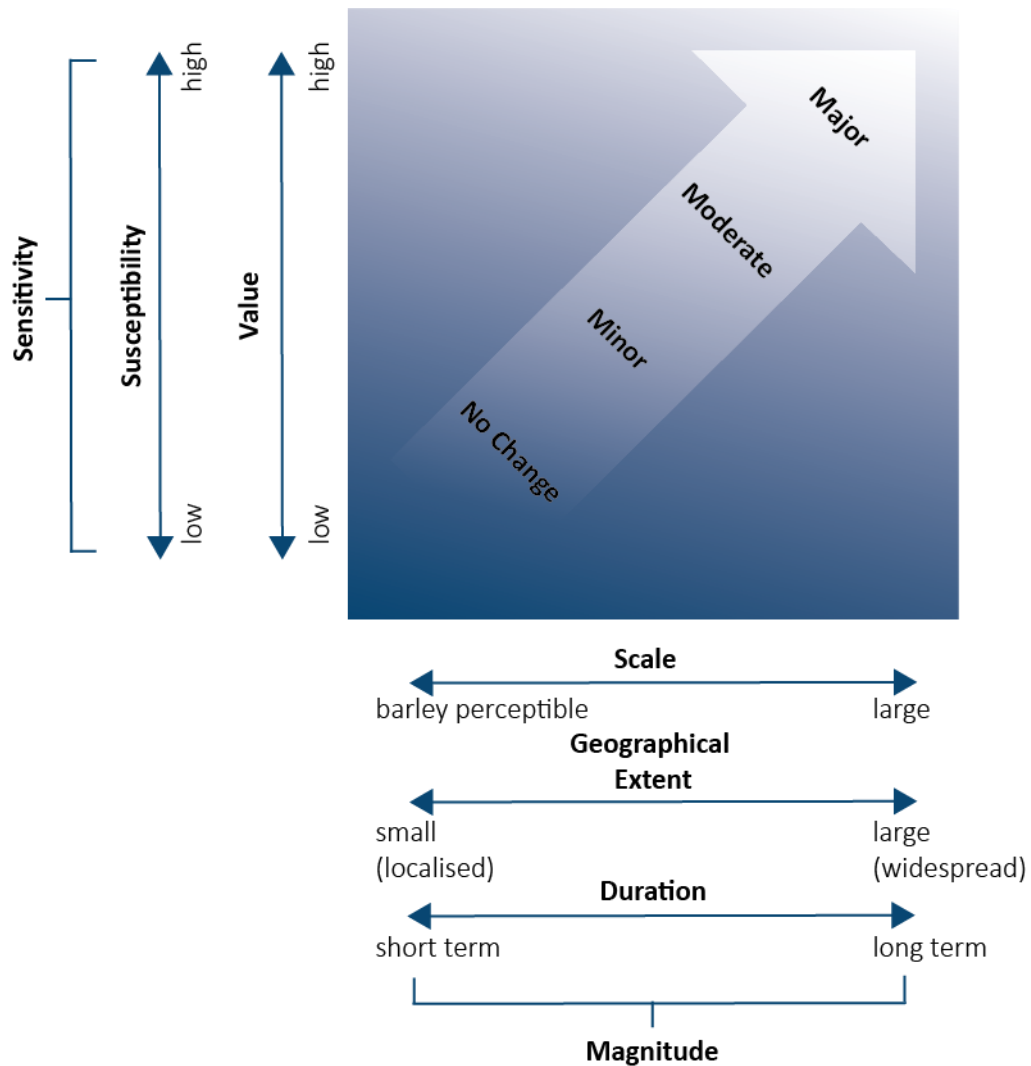 Sensitivity
Susceptibility
high
low
Value
high
low
Major
Moderate
Minor
No Change
Scale
barley perceptible
large
Geographical
Extent
small
(localised)
large
(widespread)
Duration
short term
long term
Magnitude